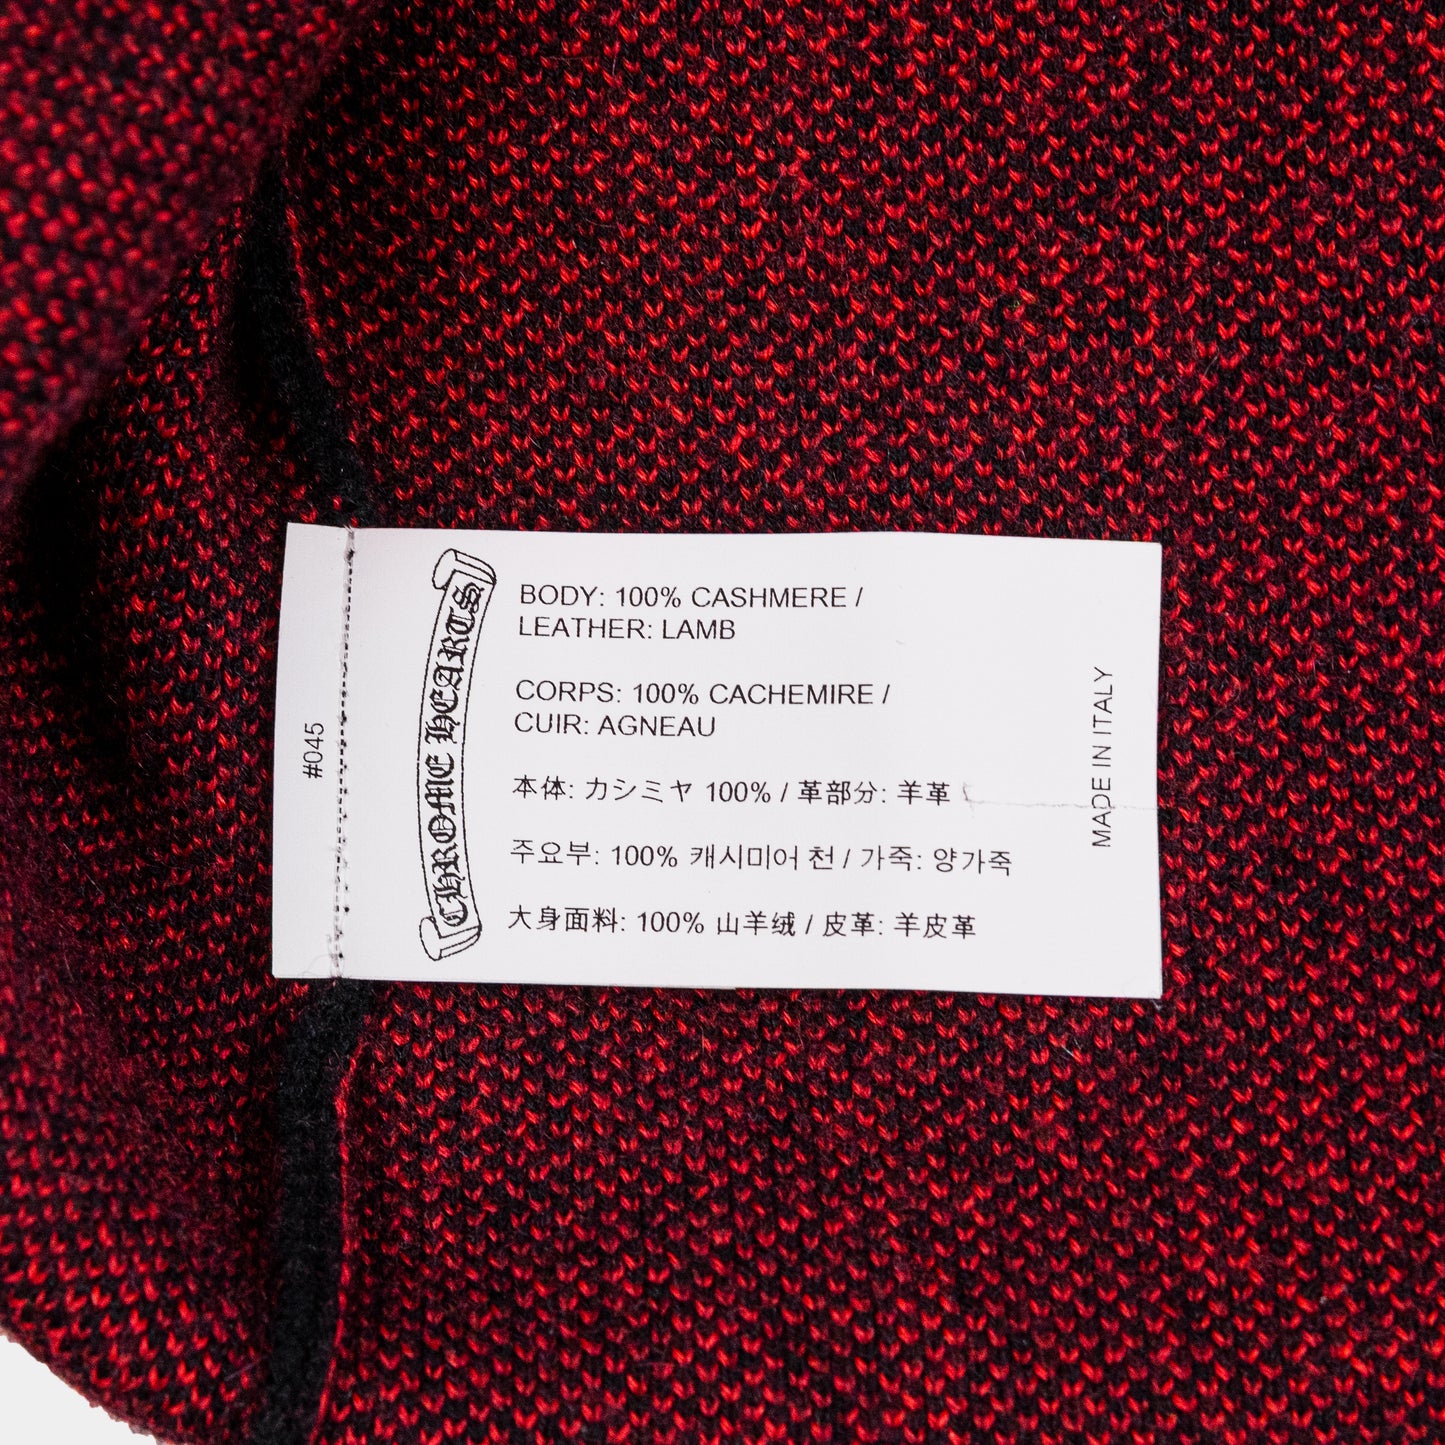 #045
CHROME HEARTS
BODY: 100% CASHMERE /
LEATHER: LAMB
CORPS: 100% CACHEMIRE /
CUIR: AGNEAU
本体: カシミヤ 100% / 革部分: 羊革
주요부: 100% 캐시미어 천 / 가죽: 양가죽
大身面料: 100% 山羊绒 / 皮革: 羊皮革
MADE IN ITALY